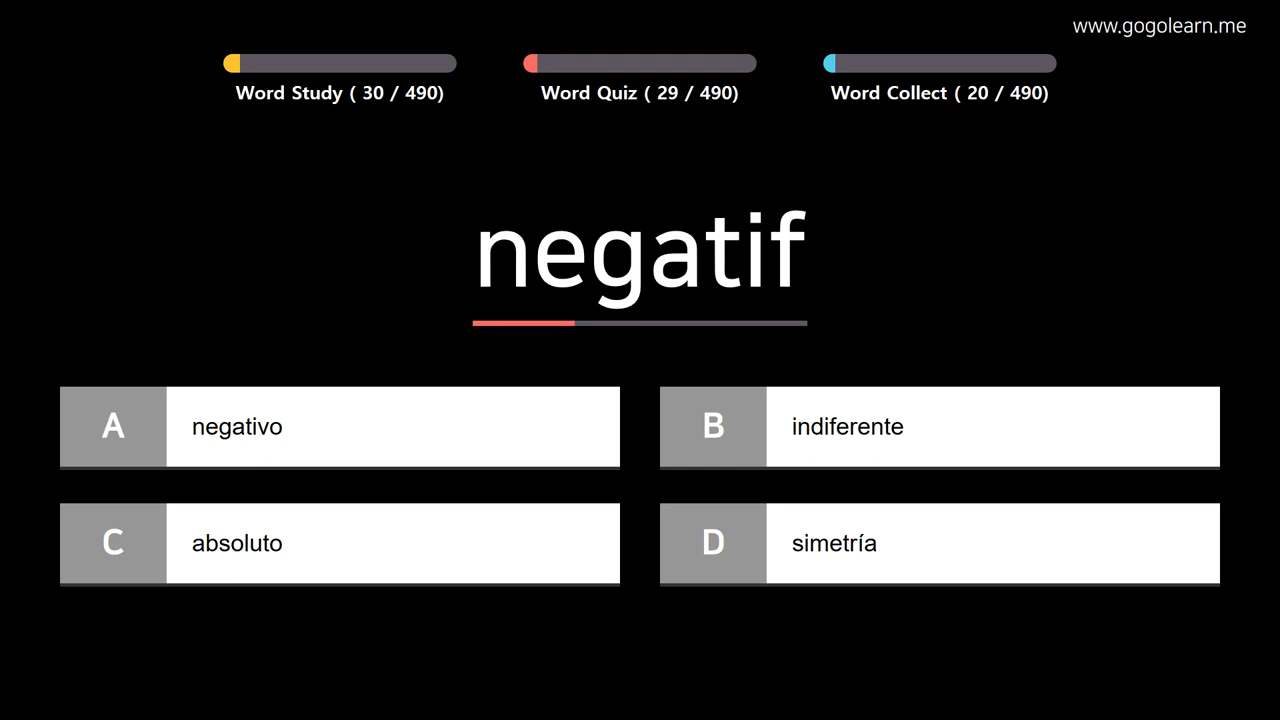 www.gogolearn.me
Word Study ( 30 / 490)
Word Quiz ( 29 / 490)
Word Collect ( 20 / 490)
negatif
A negativo
B indiferente
C absoluto
D simetría